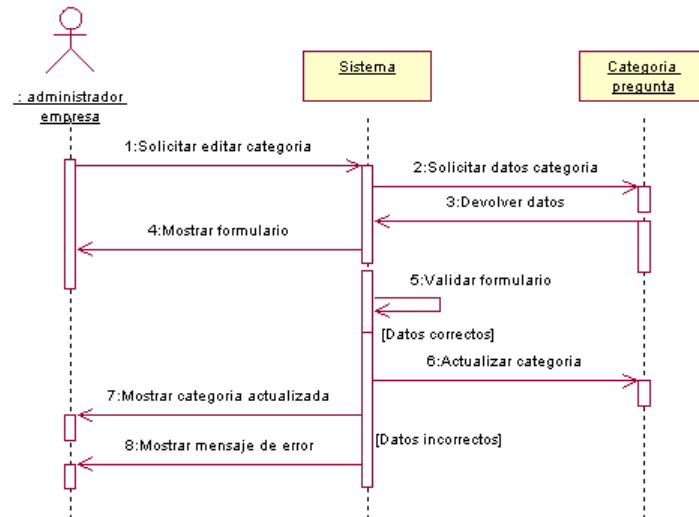 Sistema
Categoria
pregunta
: administrador
empresa
1:Solicitar editar categoria
2:Solicitar datos categoria
3:Devolver datos
4:Mostrar formulario
5:Validar formulario
[Datos correctos]
6:Actualizar categoria
7:Mostrar categoria actualizada
[Datos incorrectos]
8:Mostrar mensaje de error